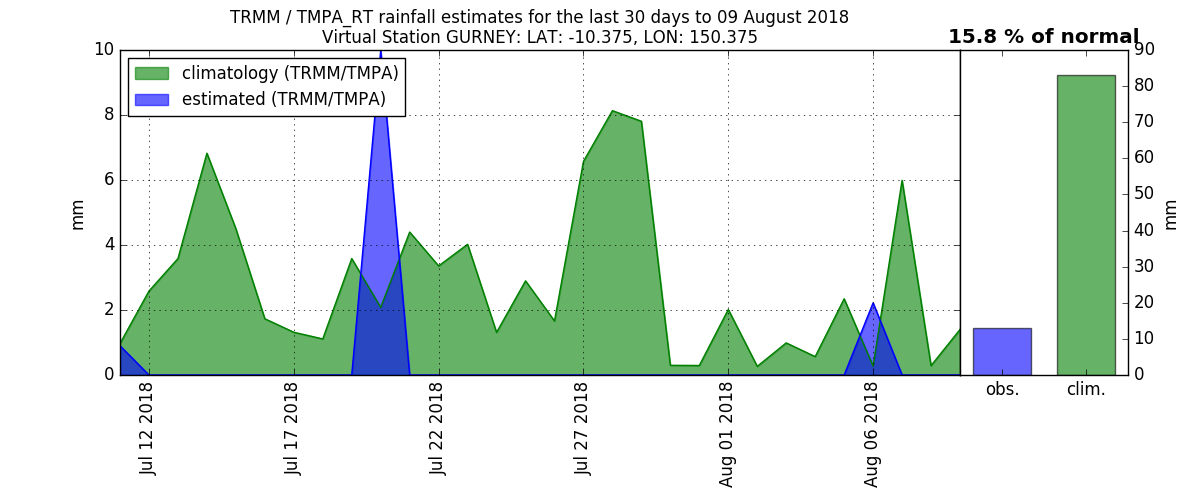 TRMM / TMPA_RT rainfall estimates for the last 30 days to 09 August 2018
Virtual Station GURNEY: LAT: -10.375, LON: 150.375
15.8 % of normal
climatology (TRMM/TMPA)
estimated (TRMM/TMPA)
10
8
6
4
2
0
mm
Jul 12 2018
Jul 17 2018
Jul 22 2018
Jul 27 2018
Aug 01 2018
Aug 06 2018
obs.
clim.
90
80
70
60
50
40
30
20
10
0
mm